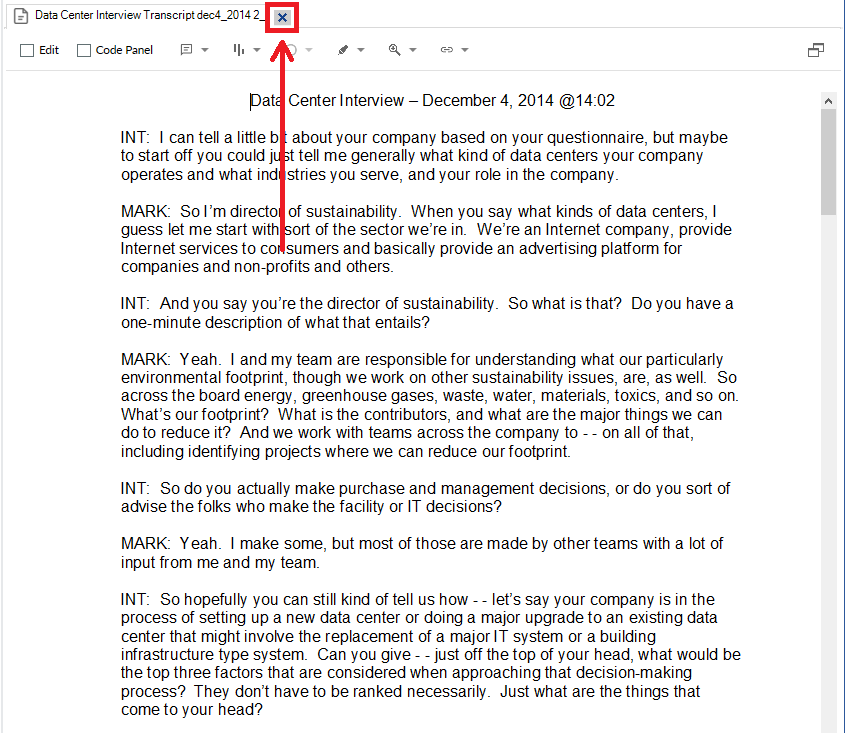 Data Center Interview Transcript dec4_2014 2_
Edit
Code Panel
Data Center Interview – December 4, 2014 @14:02
INT:  I can tell a little bit about your company based on your questionnaire, but maybe
to start off you could just tell me generally what kind of data centers your company
operates and what industries you serve, and your role in the company.
MARK:  So I’m director of sustainability.  When you say what kinds of data centers, I
guess let me start with sort of the sector we’re in.  We’re an Internet company, provide
Internet services to consumers and basically provide an advertising platform for
companies and non-profits and others.
INT:  And you say you’re the director of sustainability.  So what is that?  Do you have a
one-minute description of what that entails?
MARK:  Yeah.  I and my team are responsible for understanding what our particularly
environmental footprint, though we work on other sustainability issues, are, as well.  So
across the board energy, greenhouse gases, waste, water, materials, toxics, and so on.
What’s our footprint?  What is the contributors, and what are the major things we can
do to reduce it?  And we work with teams across the company to - - on all of that,
including identifying projects where we can reduce our footprint.
INT:  So do you actually make purchase and management decisions, or do you sort of
advise the folks who make the facility or IT decisions?
MARK:  Yeah.  I make some, but most of those are made by other teams with a lot of
input from me and my team.
INT:  So hopefully you can still kind of tell us how - - let’s say your company is in the
process of setting up a new data center or doing a major upgrade to an existing data
center that might involve the replacement of a major IT system or a building
infrastructure type system.  Can you give - - just off the top of your head, what would be
the top three factors that are considered when approaching that decision-making
process?  They don’t have to be ranked necessarily.  Just what are the things that
come to your head?